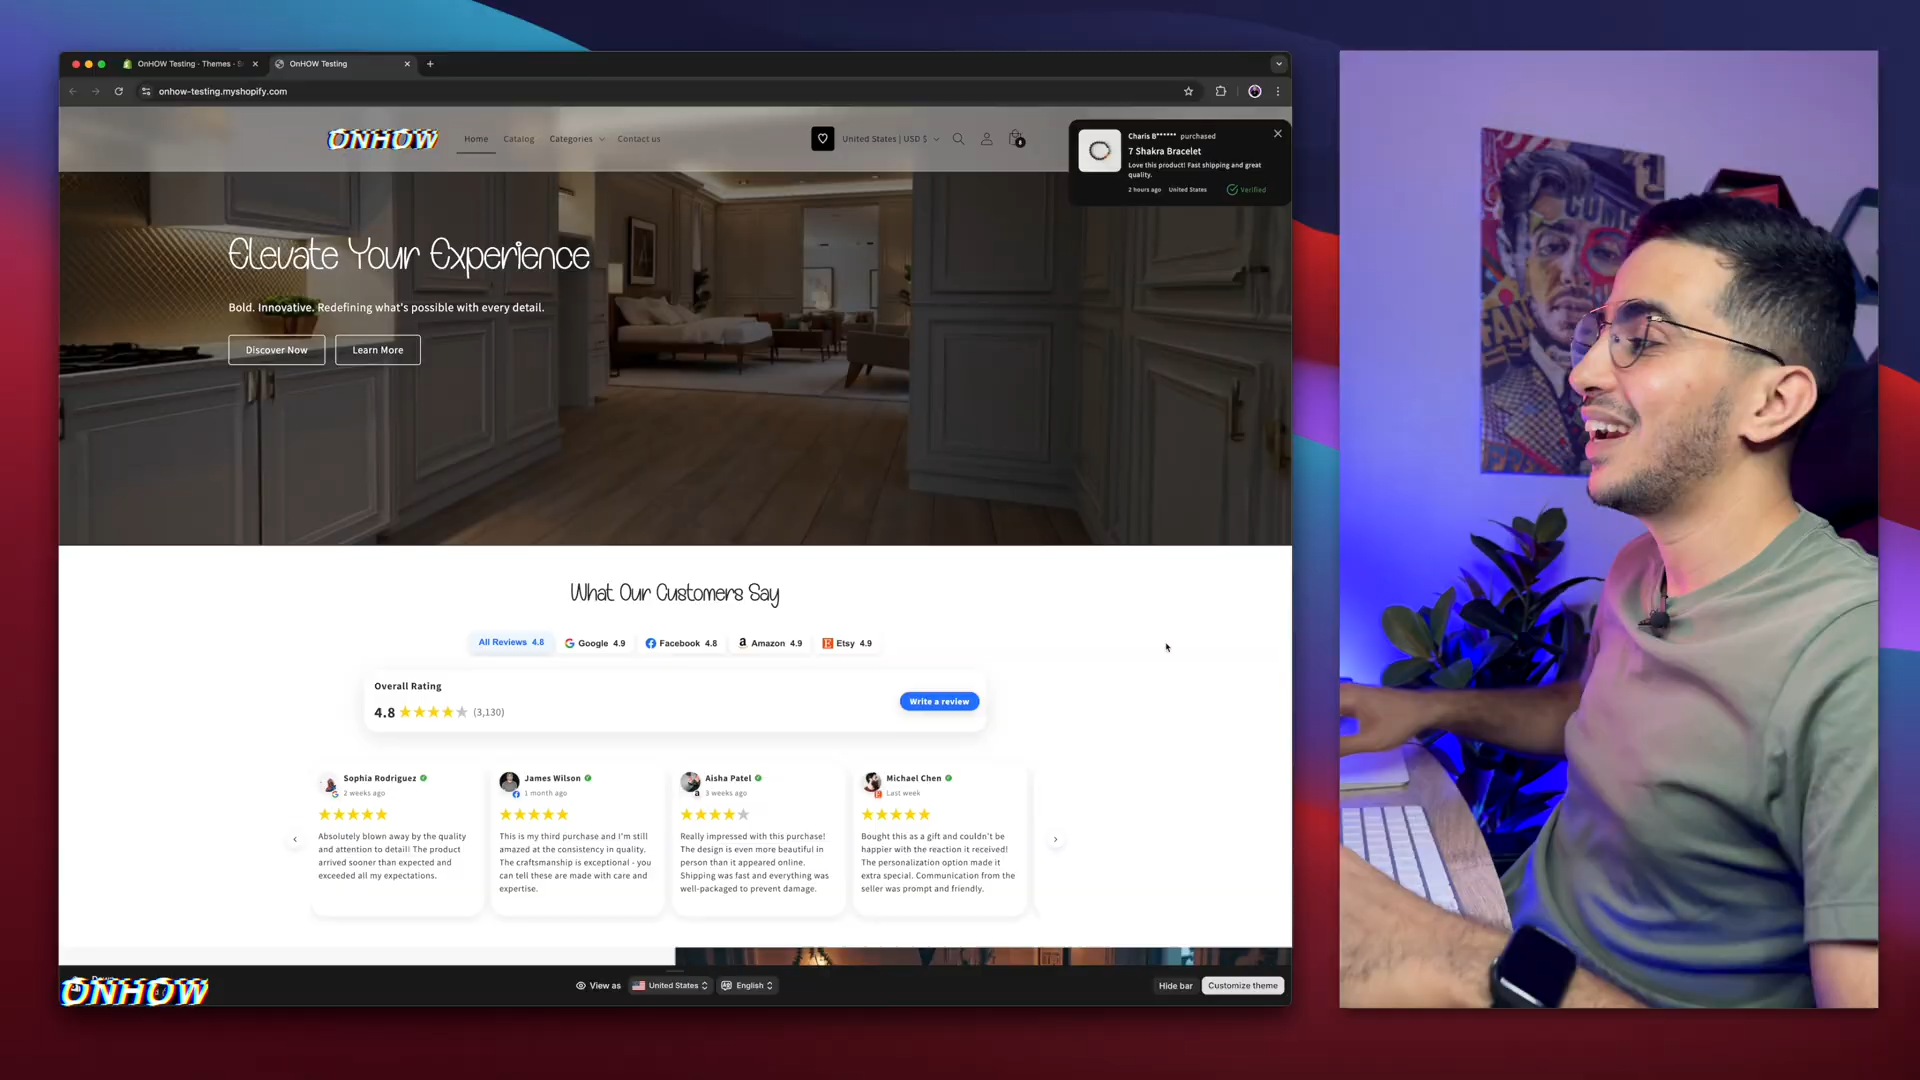 OnHOW Testing - Themes -
OnHOW Testing
onhow-testing.myshopify.com
ONHOW
Home
Catalog
Categories
Contact us
United States | USD $
Charis B****** purchased
7 Shakra Bracelet
Love this product! Fast shipping and great
quality.
2 hours ago United States Verified
Elevate Your Experience
Bold. Innovative. Redefining what's possible with every detail.
Discover Now
Learn More
What Our Customers Say
All Reviews 4.8
Google 4.9
Facebook 4.8
Amazon 4.9
Etsy 4.9
Overall Rating
4.8 (3,130)
Write a review
Sophia Rodriguez
2 weeks ago
Absolutely blown away by the quality
and attention to detail! The product
arrived sooner than expected and
exceeded all my expectations.
James Wilson
1 month ago
This is my third purchase and I'm still
amazed at the consistency in quality.
The craftsmanship is exceptional - you
can tell these are made with care and
expertise.
Aisha Patel
3 weeks ago
Really impressed with this purchase!
The design is even more beautiful in
person than it appeared online.
Shipping was fast and everything was
well-packaged to prevent damage.
Michael Chen
Last week
Bought this as a gift and couldn't be
happier with the reaction it received!
The personalization option made it
extra special. Communication from the
seller was prompt and friendly.
ONHOW
View as
United States
English
Hide bar
Customize theme
COME
FAN